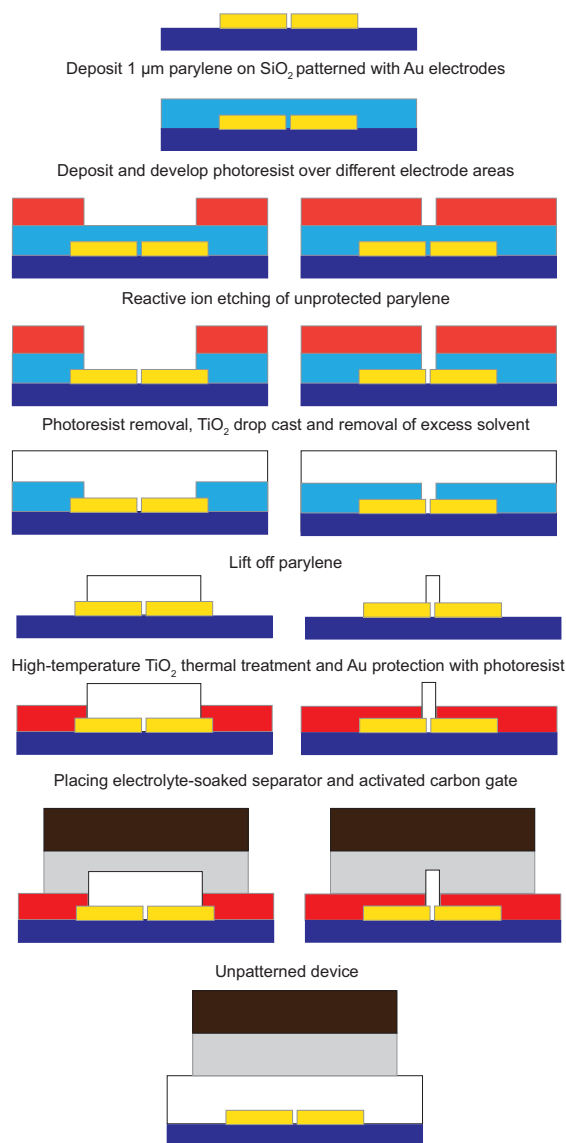 Deposit 1 μm parylene on SiO₂ patterned with Au electrodes
Deposit and develop photoresist over different electrode areas
Reactive ion etching of unprotected parylene
Photoresist removal, TiO₂ drop cast and removal of excess solvent
Lift off parylene
High-temperature TiO₂ thermal treatment and Au protection with photoresist
Placing electrolyte-soaked separator and activated carbon gate
Unpatterned device